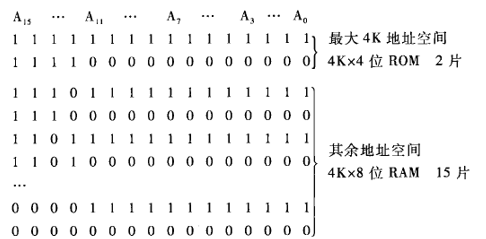 A₁₅ … A₁₁ … A₇ … A₃ … A₀
1 1 1 1 1 1 1 1 1 1 1 1 1 1 1 1 最大 4K 地址空间
1 1 1 1 0 0 0 0 0 0 0 0 0 0 0 0 4K×4 位 ROM 2 片
1 1 1 0 1 1 1 1 1 1 1 1 1 1 1 1
1 1 1 0 0 0 0 0 0 0 0 0 0 0 0 0
1 1 0 1 1 1 1 1 1 1 1 1 1 1 1 1 其余地址空间
1 1 0 1 0 0 0 0 0 0 0 0 0 0 0 0 4K×8 位 RAM 15 片
…
0 0 0 0 1 1 1 1 1 1 1 1 1 1 1 1
0 0 0 0 0 0 0 0 0 0 0 0 0 0 0 0